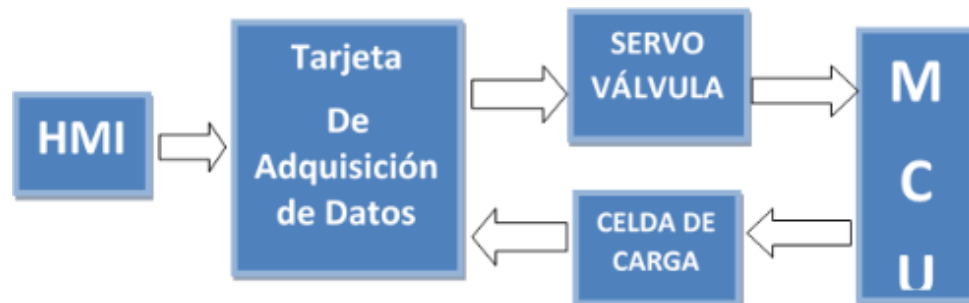 HMI
Tarjeta
De
Adquisición
de Datos
SERVO
VÁLVULA
CELDA DE
CARGA
M
C
U